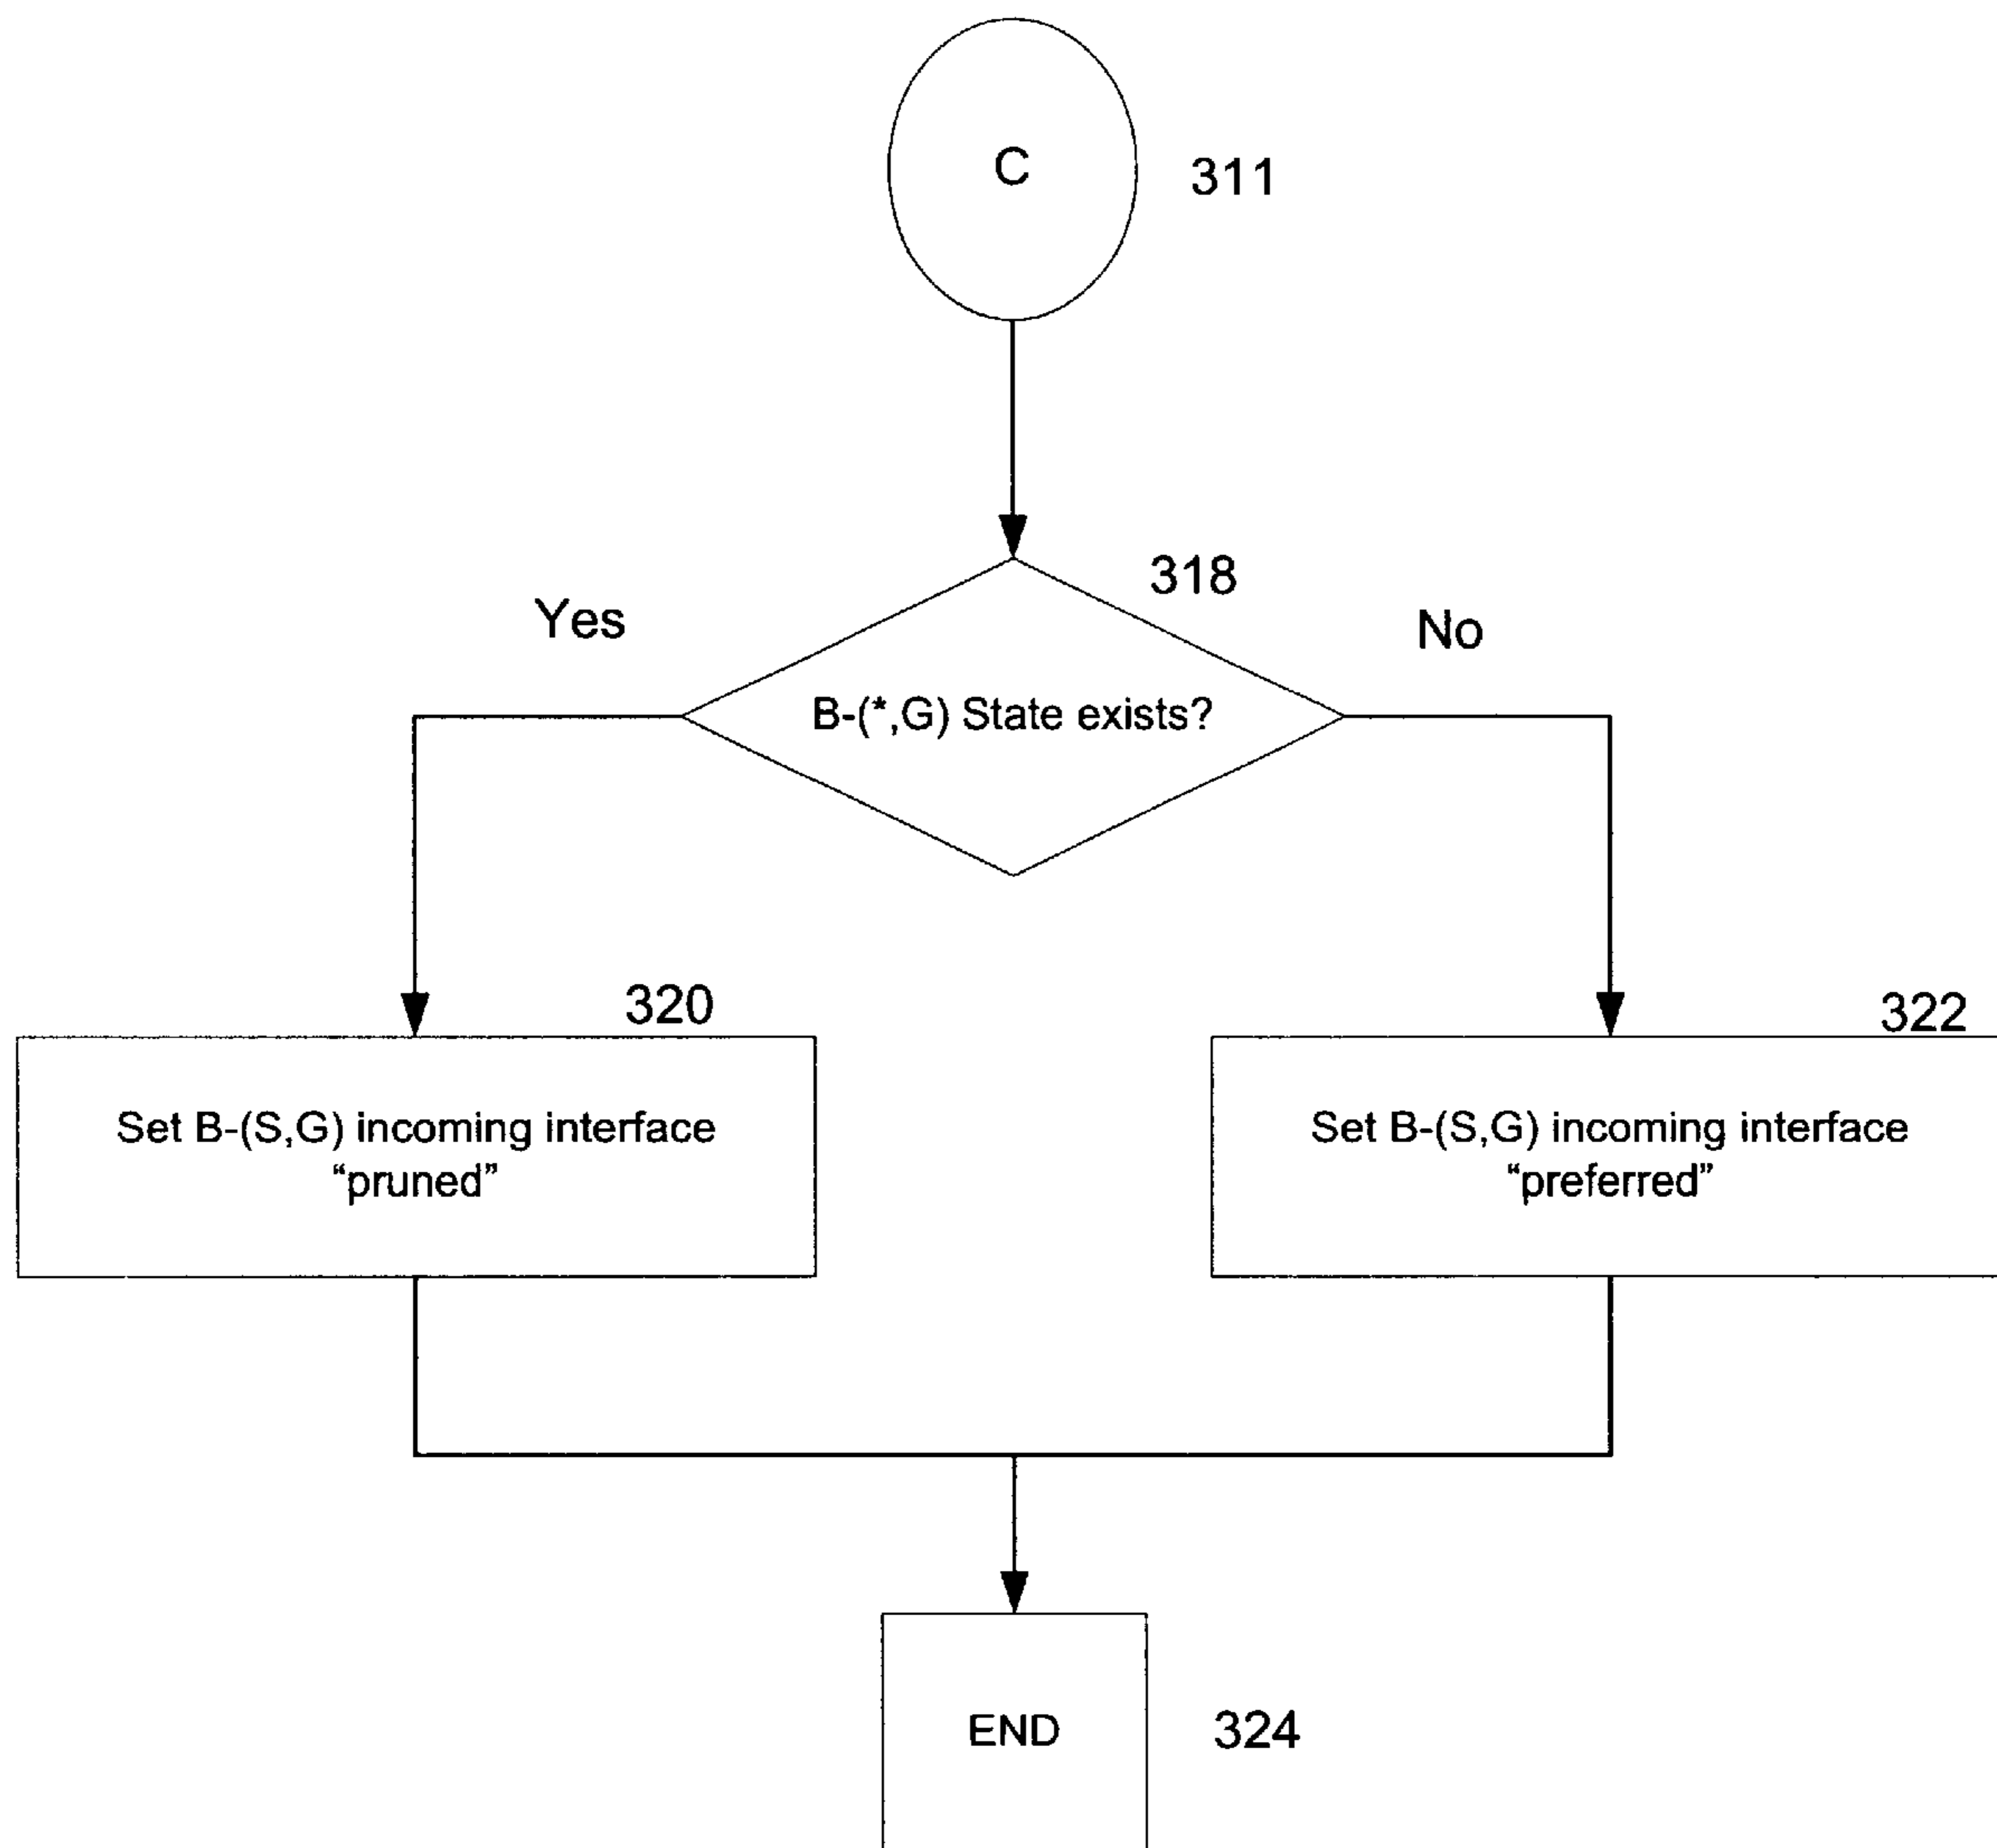 C
311
318
Yes
No
B-(*,G) State exists?
320
322
Set B-(S,G) incoming interface
“pruned”
Set B-(S,G) incoming interface
“preferred”
END
324